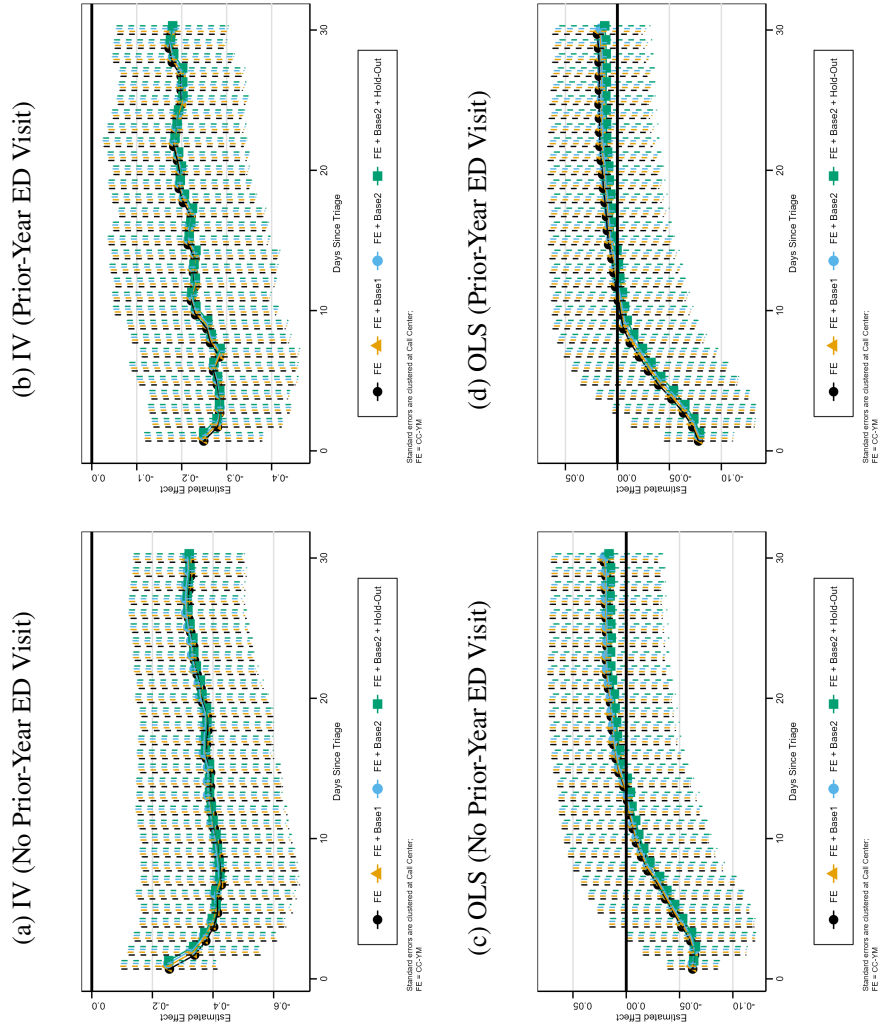 (a) IV (No Prior-Year ED Visit)
0.0
-0.2
-0.4
-0.6
Estimated Effect
0
10
20
30
Days Since Triage
FE
FE + Base1
FE + Base2
FE + Base2 + Hold-Out
Standard errors are clustered at Call Center;
FE = CC-YM
(b) IV (Prior-Year ED Visit)
0.0
-0.1
-0.2
-0.3
-0.4
Estimated Effect
0
10
20
30
Days Since Triage
FE
FE + Base1
FE + Base2
FE + Base2 + Hold-Out
Standard errors are clustered at Call Center;
FE = CC-YM
(c) OLS (No Prior-Year ED Visit)
0.05
0.00
-0.05
-0.10
Estimated Effect
0
10
20
30
Days Since Triage
FE
FE + Base1
FE + Base2
FE + Base2 + Hold-Out
Standard errors are clustered at Call Center;
FE = CC-YM
(d) OLS (Prior-Year ED Visit)
0.05
0.00
-0.05
-0.10
Estimated Effect
0
10
20
30
Days Since Triage
FE
FE + Base1
FE + Base2
FE + Base2 + Hold-Out
Standard errors are clustered at Call Center;
FE = CC-YM